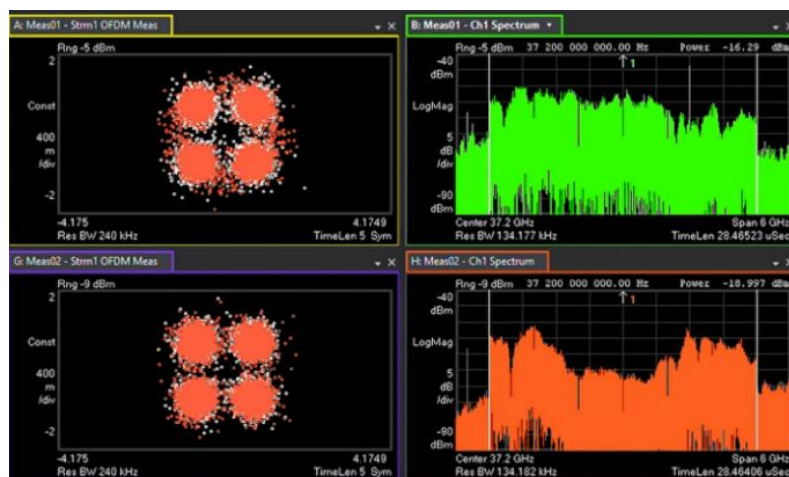 A: Meas01 - Strm1 OFDM Meas
Rng -5 dBm
2
Const
400
m
/div
-2
-4.175 4.1749
Res BW 240 kHz TimeLen 5 Sym
B: Meas01 - Ch1 Spectrum
Rng -5 dBm 37 200 000 000.00 Hz Power -16.29 dBm
-40
dBm
1
LogMag
5
dB
/div
-90
dBm
Center 37.2 GHz Span 6 GHz
Res BW 134.177 kHz TimeLen 28.46523 uSec
G: Meas02 - Strm1 OFDM Meas
Rng -9 dBm
2
Const
400
m
/div
-2
-4.175 4.1749
Res BW 240 kHz TimeLen 5 Sym
H: Meas02 - Ch1 Spectrum
Rng -9 dBm 37 200 000 000.00 Hz Power -18.997 dBm
-40
dBm
1
LogMag
5
dB
/div
-90
dBm
Center 37.2 GHz Span 6 GHz
Res BW 134.182 kHz TimeLen 28.46406 uSec